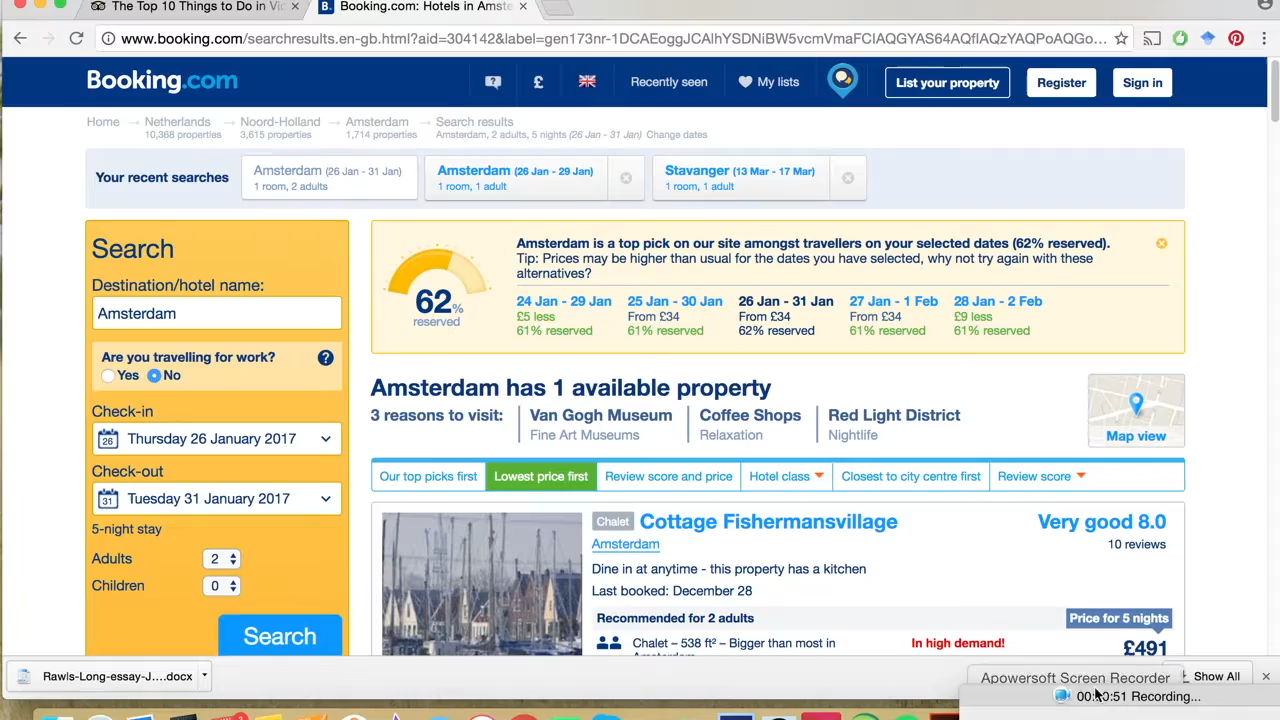 The Top 10 Things to Do in Vi
B. Booking.com: Hotels in Amste
www.booking.com/searchresults.en-gb.html?aid=304142&label=gen173nr-1DCAEoggJCAlhYSDNiBW5vcmVmaFCIAQGYAS64AQfIAQzYAQPoAQGo...
Booking.com
£
Recently seen
My lists
List your property
Register
Sign in
Home → Netherlands → Noord-Holland → Amsterdam → Search results
10,368 properties 3,615 properties 1,714 properties Amsterdam, 2 adults, 5 nights (26 Jan - 31 Jan) Change dates
Your recent searches
Amsterdam (26 Jan - 31 Jan)
1 room, 2 adults
Amsterdam (26 Jan - 29 Jan)
1 room, 1 adult
Stavanger (13 Mar - 17 Mar)
1 room, 1 adult
Search
Destination/hotel name:
Amsterdam
Are you travelling for work? ?
Yes No
Check-in
26 Thursday 26 January 2017
Check-out
31 Tuesday 31 January 2017
5-night stay
Adults 2
Children 0
Search
62%
reserved
Amsterdam is a top pick on our site amongst travellers on your selected dates (62% reserved).
Tip: Prices may be higher than usual for the dates you have selected, why not try again with these
alternatives?
24 Jan - 29 Jan 25 Jan - 30 Jan 26 Jan - 31 Jan 27 Jan - 1 Feb 28 Jan - 2 Feb
£5 less From £34 From £34 From £34 £9 less
61% reserved 61% reserved 62% reserved 61% reserved 61% reserved
Amsterdam has 1 available property
3 reasons to visit:
Van Gogh Museum
Fine Art Museums
Coffee Shops
Relaxation
Red Light District
Nightlife
Map view
Our top picks first Lowest price first Review score and price Hotel class Closest to city centre first Review score
Chalet Cottage Fishermansvillage
Very good 8.0
Amsterdam
10 reviews
Dine in at anytime - this property has a kitchen
Last booked: December 28
Recommended for 2 adults
Price for 5 nights
Chalet – 538 ft² – Bigger than most in
Amsterdam
In high demand!
£491
Rawls-Long-essay-J....docx
Apowersoft Screen Recorder
Show All
51 Recording...